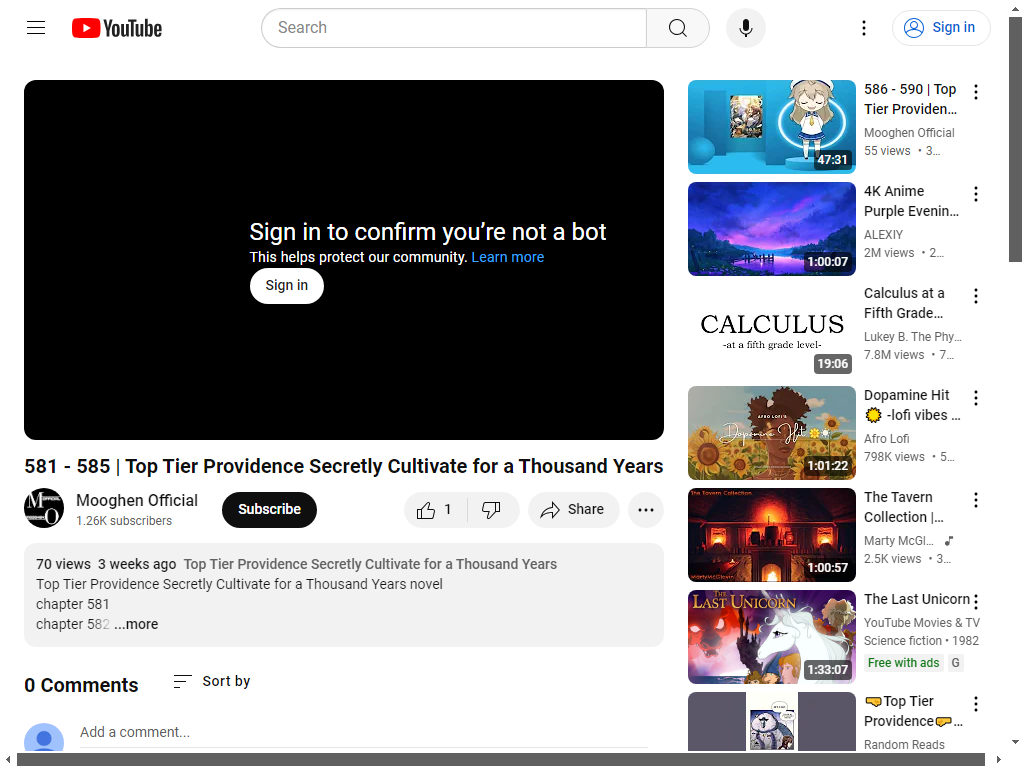 YouTube
Search
Sign in
Sign in to confirm you’re not a bot
This helps protect our community. Learn more
Sign in
581 - 585 | Top Tier Providence Secretly Cultivate for a Thousand Years
Mooghen Official
1.26K subscribers
Subscribe
1
Share
70 views 3 weeks ago Top Tier Providence Secretly Cultivate for a Thousand Years
Top Tier Providence Secretly Cultivate for a Thousand Years novel
chapter 581
chapter 582 ...more
0 Comments
Sort by
Add a comment...
47:31
586 - 590 | Top
Tier Providen...
Mooghen Official
55 views • 3...
1:00:07
4K Anime
Purple Evenin...
ALEXIY
2M views • 2...
CALCULUS
-at a fifth grade level-
19:06
Calculus at a
Fifth Grade...
Lukey B. The Phy...
7.8M views • 7...
AFRO LOFI'S
Dopamine Hit
1:01:22
Dopamine Hit
🌻 -lofi vibes ...
Afro Lofi
798K views • 5...
The Tavern Collection
MartyMcGlavin
1:00:57
The Tavern
Collection |...
Marty McGl...
2.5K views • 3...
THE
LAST UNICORN
1:33:07
The Last Unicorn
YouTube Movies & TV
Science fiction • 1982
Free with ads G
🤜Top Tier
Providence🤛...
Random Reads